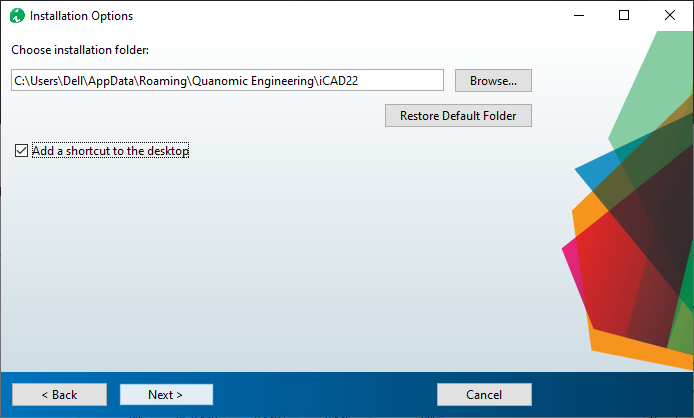 Installation Options
Choose installation folder:
C:\Users\Dell\AppData\Roaming\Quanomic Engineering\iCAD22
Browse...
Restore Default Folder
Add a shortcut to the desktop
< Back
Next >
Cancel